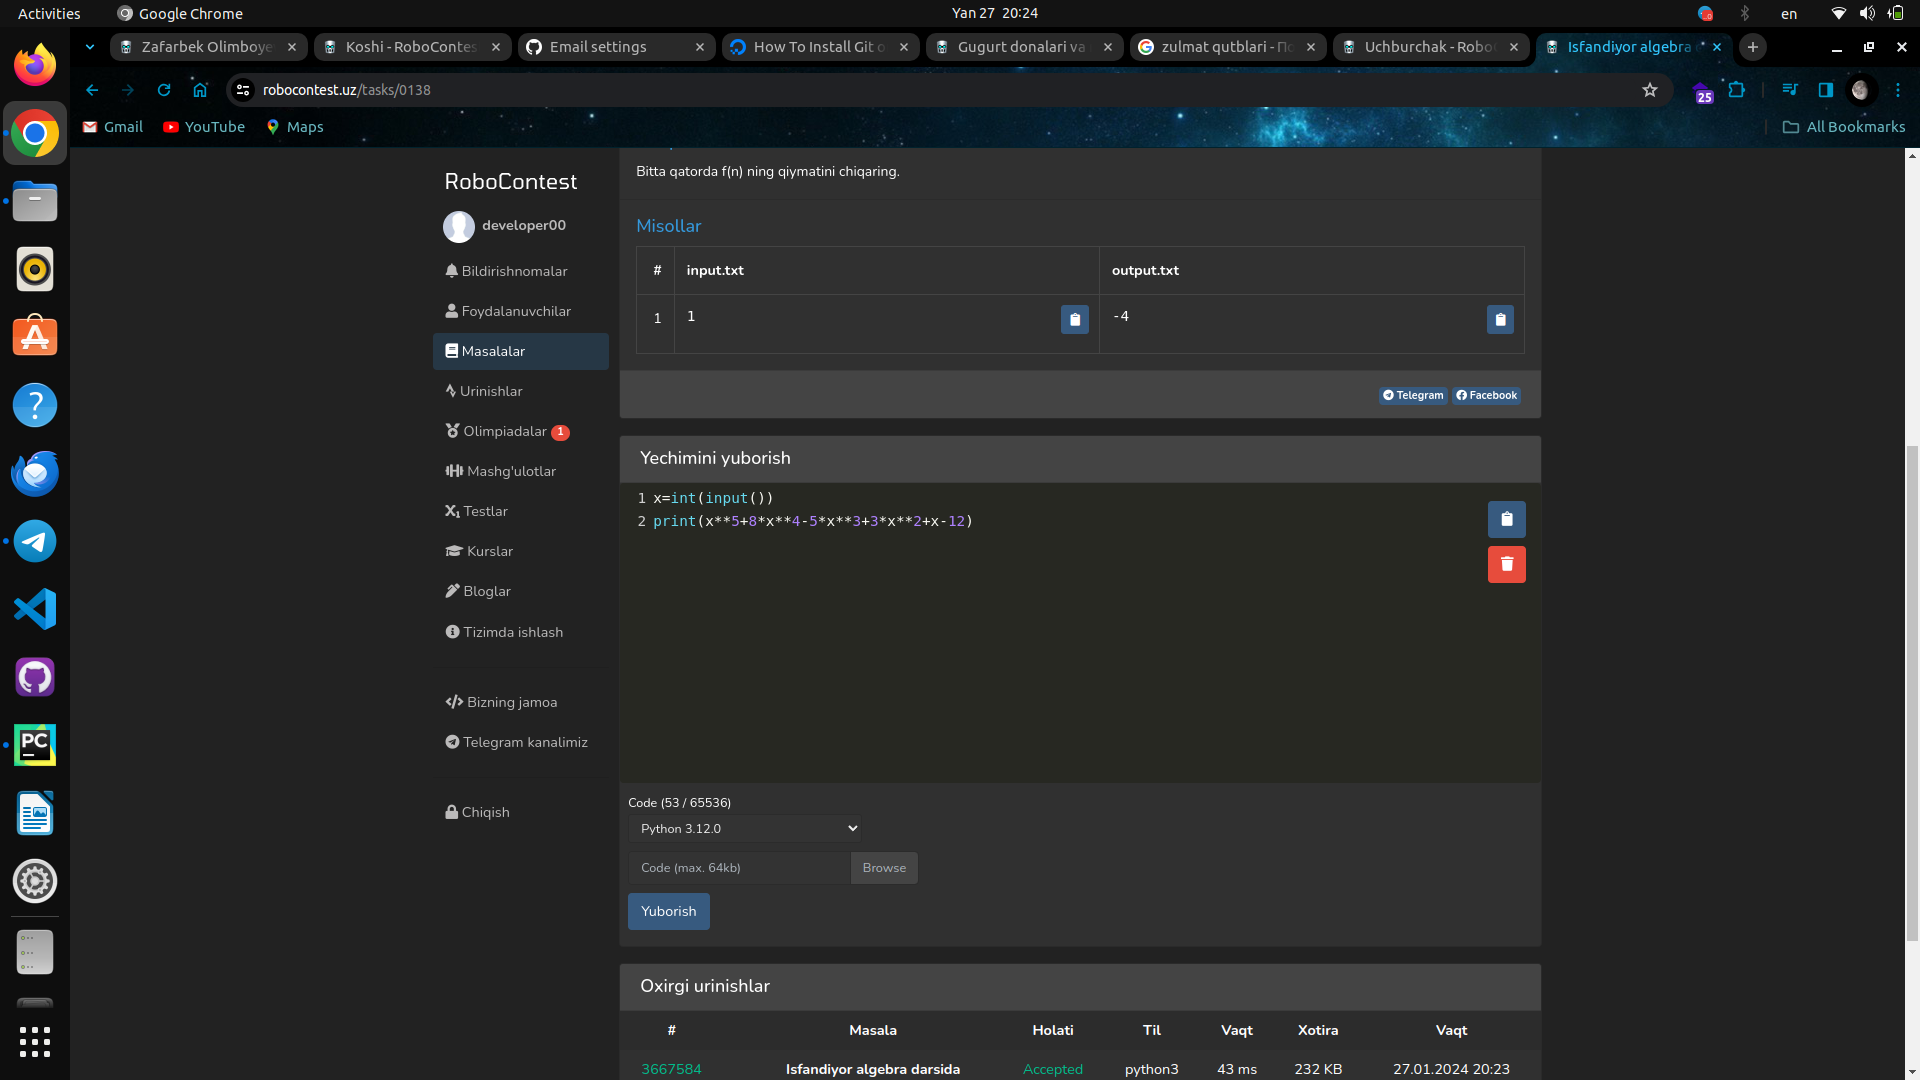 Activities
Google Chrome
Yan 27 20:24
en
Zafarbek Olimboye
Koshi - RoboContes
Email settings
How To Install Git o
Gugurt donalari va
zulmat qutblari - По
Uchburchak - Robo
Isfandiyor algebra
robocontest.uz/tasks/0138
25
Gmail
YouTube
Maps
All Bookmarks
RoboContest
developer00
Bildirishnomalar
Foydalanuvchilar
Masalalar
Urinishlar
Olimpiadalar 1
Mashg'ulotlar
Testlar
Kurslar
Bloglar
Tizimda ishlash
Bizning jamoa
Telegram kanalimiz
Chiqish
Bitta qatorda f(n) ning qiymatini chiqaring.
Misollar
# input.txt output.txt
1 1 -4
Telegram Facebook
Yechimini yuborish
1 x=int(input())
2 print(x**5+8*x**4-5*x**3+3*x**2+x-12)
Code (53 / 65536)
Python 3.12.0
Code (max. 64kb) Browse
Yuborish
Oxirgi urinishlar
# Masala Holati Til Vaqt Xotira Vaqt
3667584 Isfandiyor algebra darsida Accepted python3 43 ms 232 KB 27.01.2024 20:23
PC